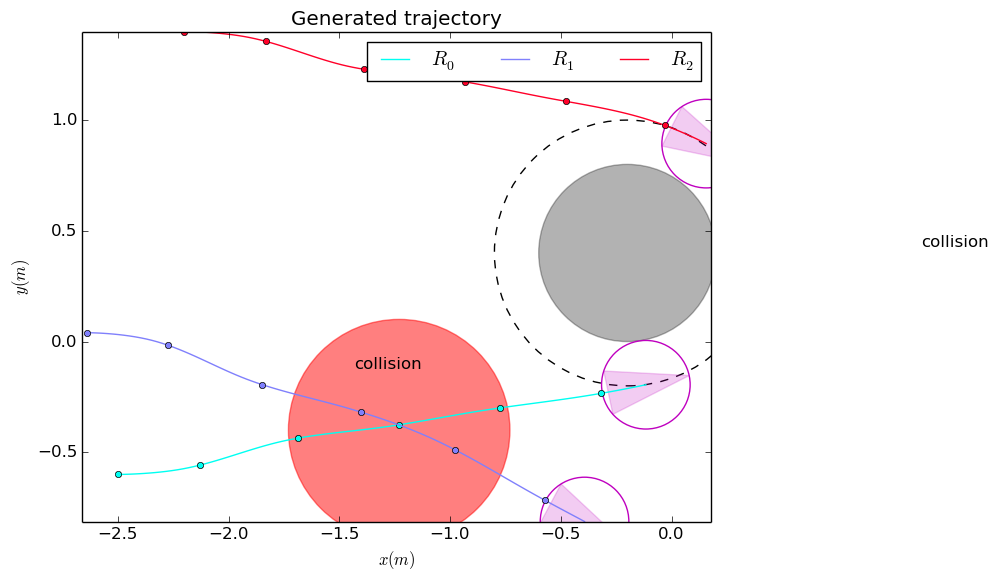 Generated trajectory
R₀ R₁ R₂
1.0
0.5
0.0
−0.5
y(m)
collision
collision
−2.5 −2.0 −1.5 −1.0 −0.5 0.0
x(m)